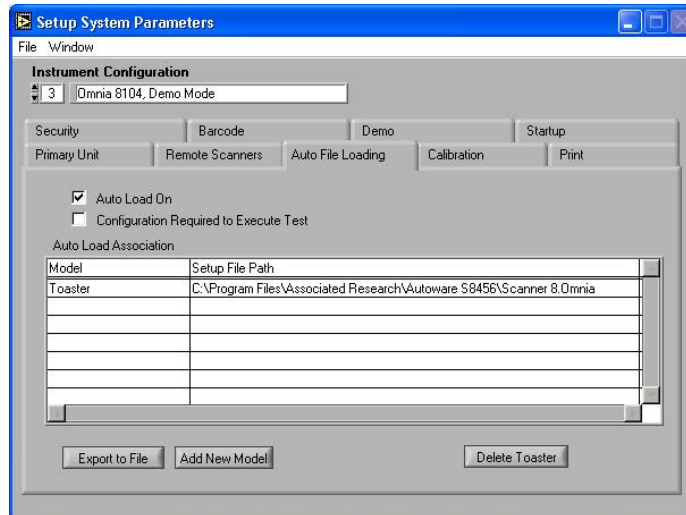 Setup System Parameters
File Window
Instrument Configuration
3 Omnia 8104, Demo Mode
Security Barcode Demo Startup
Primary Unit Remote Scanners Auto File Loading Calibration Print
Auto Load On
Configuration Required to Execute Test
Auto Load Association
Model Setup File Path
Toaster C:\Program Files\Associated Research\Autoware S8456\Scanner 8.Omnia
Export to File Add New Model Delete Toaster